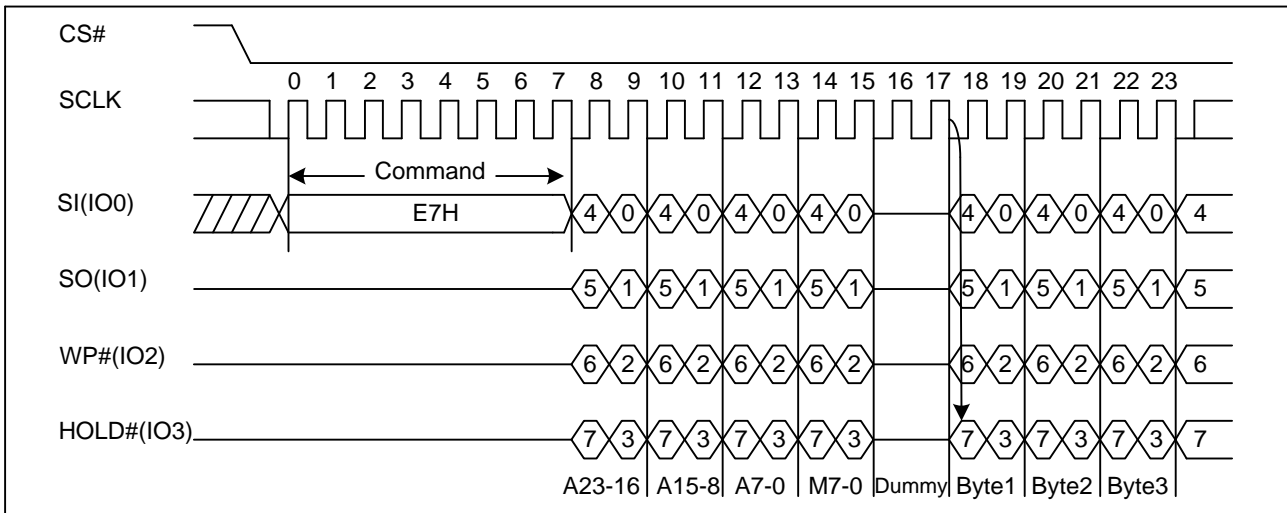 CS#
0 1 2 3 4 5 6 7 8 9 10 11 12 13 14 15 16 17 18 19 20 21 22 23
SCLK
Command
SI(IO0)
E7H 4 0 4 0 4 0 4 0 4 0 4 0 4 0 4
SO(IO1)
5 1 5 1 5 1 5 1 5 1 5 1 5 1 5
WP#(IO2)
6 2 6 2 6 2 6 2 6 2 6 2 6 2 6
HOLD#(IO3)
7 3 7 3 7 3 7 3 7 3 7 3 7 3 7
A23-16 A15-8 A7-0 M7-0 Dummy Byte1 Byte2 Byte3